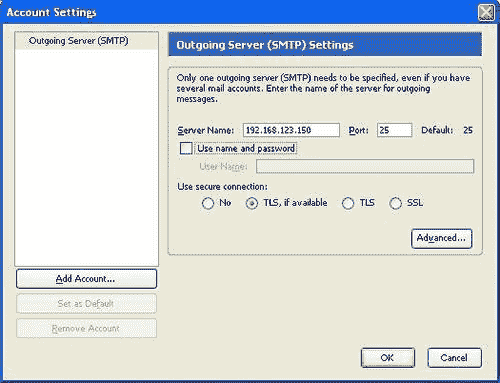 Account Settings
Outgoing Server (SMTP)
Outgoing Server (SMTP) Settings
Only one outgoing server (SMTP) needs to be specified, even if you have
several mail accounts. Enter the name of the server for outgoing
messages.
Server Name: 192.168.123.150 Port: 25 Default: 25
Use name and password
User Name:
Use secure connection:
No TLS, if available TLS SSL
Advanced...
Add Account...
Set as Default
Remove Account
OK Cancel